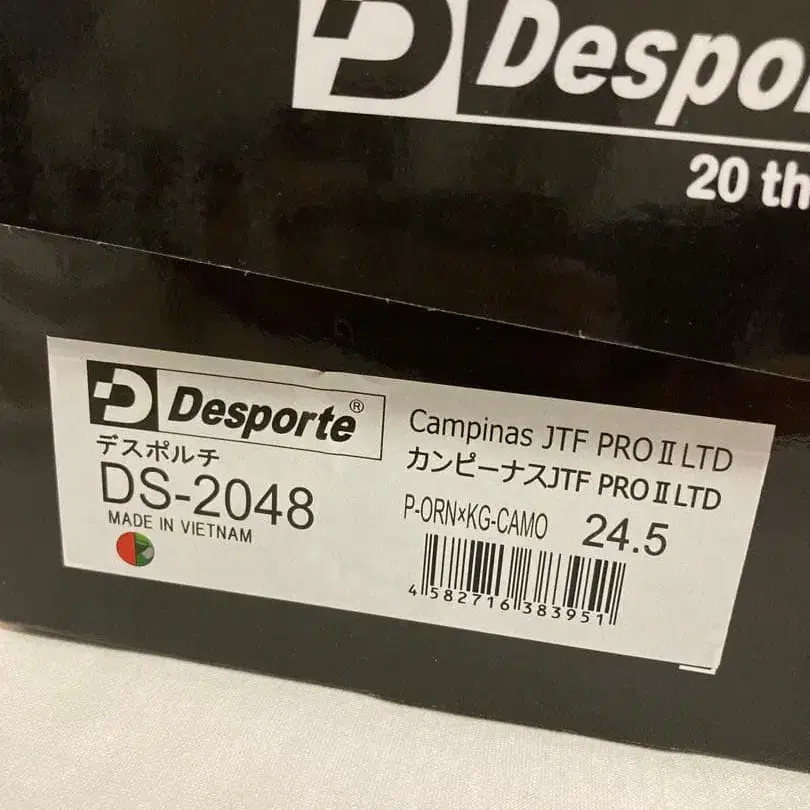 Despo
20 th
Desporte®
デスポルチ
DS-2048
MADE IN VIETNAM
Campinas JTF PRO II LTD
カンピーナスJTF PRO II LTD
P-ORN×KG-CAMO 24.5
4582716383951